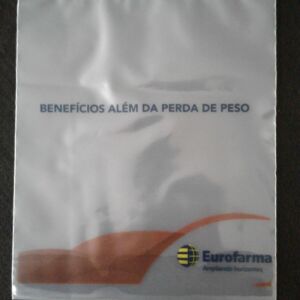 BENEFÍCIOS ALÉM DA PERDA DE PESO
Eurofarma
Ampliando horizontes